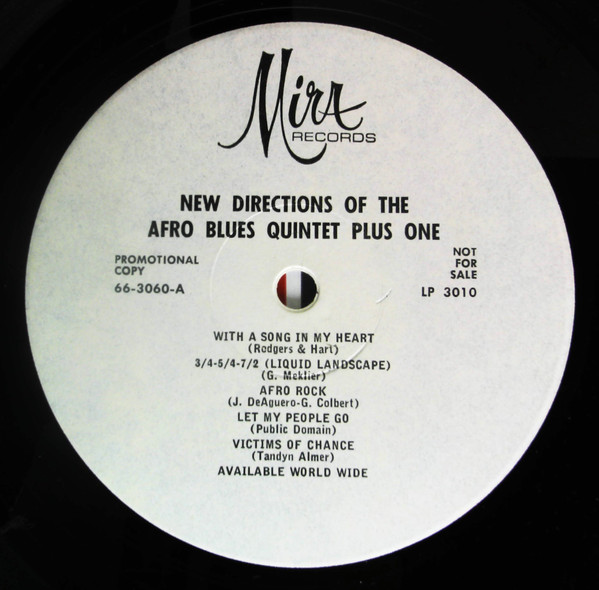 Mira
RECORDS
NEW DIRECTIONS OF THE
AFRO BLUES QUINTET PLUS ONE
PROMOTIONAL
COPY
66-3060-A
NOT
FOR
SALE
LP 3010
WITH A SONG IN MY HEART
(Rodgers & Hart)
3/4-5/4-7/2 (LIQUID LANDSCAPE)
(G. Meklier)
AFRO ROCK
(J. DeAguero-G. Colbert)
LET MY PEOPLE GO
(Public Domain)
VICTIMS OF CHANCE
(Tandyn Almer)
AVAILABLE WORLD WIDE